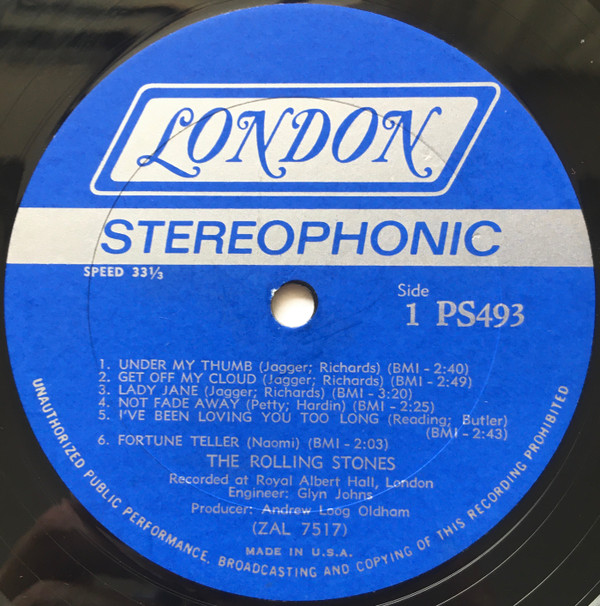 LONDON
STEREOPHONIC
SPEED 33⅓
Side
1 PS493
1. UNDER MY THUMB (Jagger; Richards) (BMI - 2:40)
2. GET OFF MY CLOUD (Jagger; Richards) (BMI - 2:49)
3. LADY JANE (Jagger; Richards) (BMI - 3:20)
4. NOT FADE AWAY (Petty; Hardin) (BMI - 2:25)
5. I'VE BEEN LOVING YOU TOO LONG (Reading; Butler)
(BMI - 2:43)
6. FORTUNE TELLER (Naomi) (BMI - 2:03)
THE ROLLING STONES
Recorded at Royal Albert Hall, London
Engineer: Glyn Johns
Producer: Andrew Loog Oldham
(ZAL 7517)
MADE IN U.S.A.
UNAUTHORIZED PUBLIC PERFORMANCE, BROADCASTING AND COPYING OF THIS RECORDING PROHIBITED